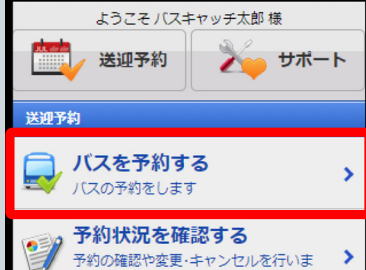 ようこそ バスキャッチ太郎 様
送迎予約
サポート
送迎予約
バスを予約する
バスの予約をします
予約状況を確認する
予約の確認や変更・キャンセルを行いま